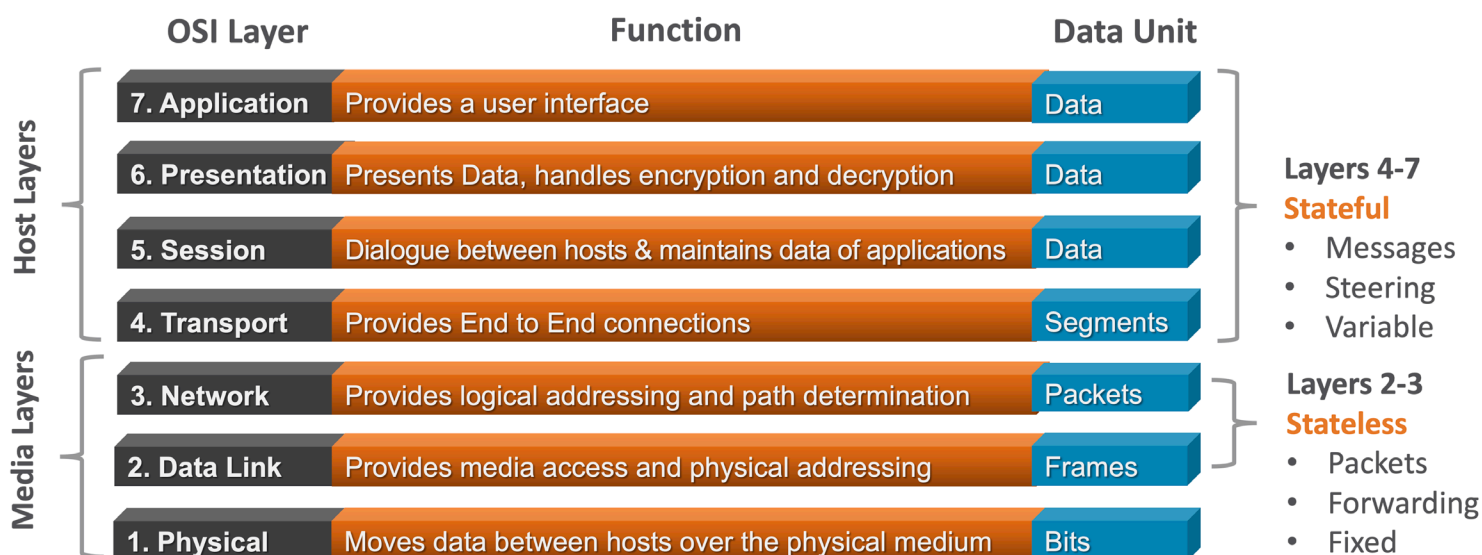 OSI Layer Function Data Unit
Host Layers
7. Application Provides a user interface Data
6. Presentation Presents Data, handles encryption and decryption Data
5. Session Dialogue between hosts & maintains data of applications Data
4. Transport Provides End to End connections Segments
Layers 4-7
Stateful
• Messages
• Steering
• Variable
Media Layers
3. Network Provides logical addressing and path determination Packets
2. Data Link Provides media access and physical addressing Frames
1. Physical Moves data between hosts over the physical medium Bits
Layers 2-3
Stateless
• Packets
• Forwarding
• Fixed